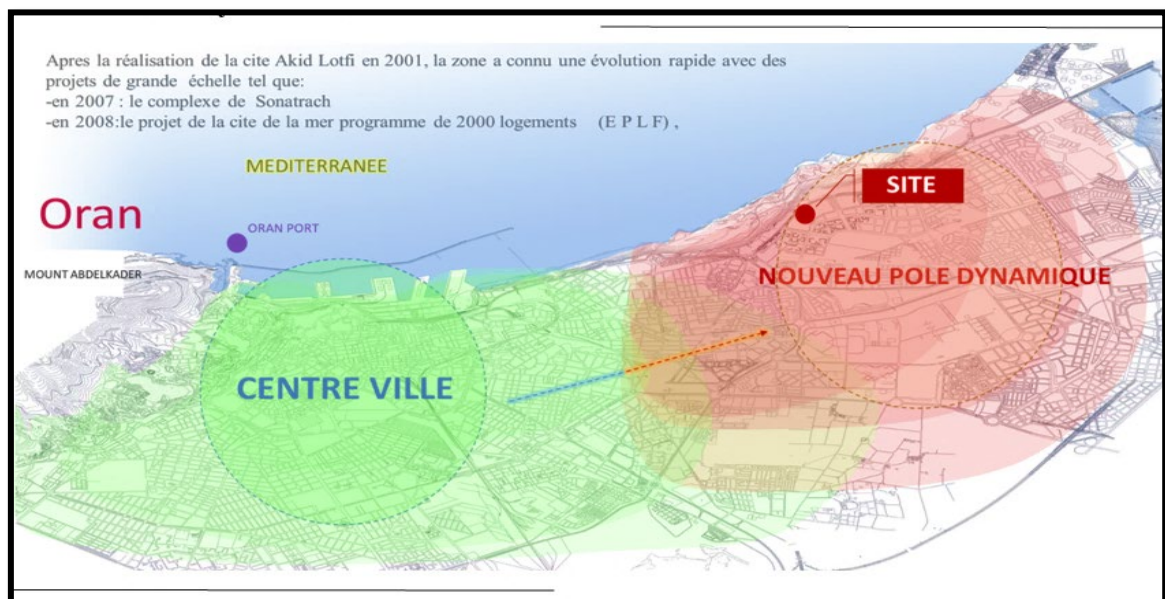 Apres la réalisation de la cite Akid Lotfi en 2001, la zone a connu une évolution rapide avec des
projets de grande échelle tel que:
-en 2007 : le complexe de Sonatrach
-en 2008:le projet de la cite de la mer programme de 2000 logements (E P L F) ,
MEDITERRANEE
SITE
Oran
ORAN PORT
MOUNT ABDELKADER
NOUVEAU POLE DYNAMIQUE
CENTRE VILLE